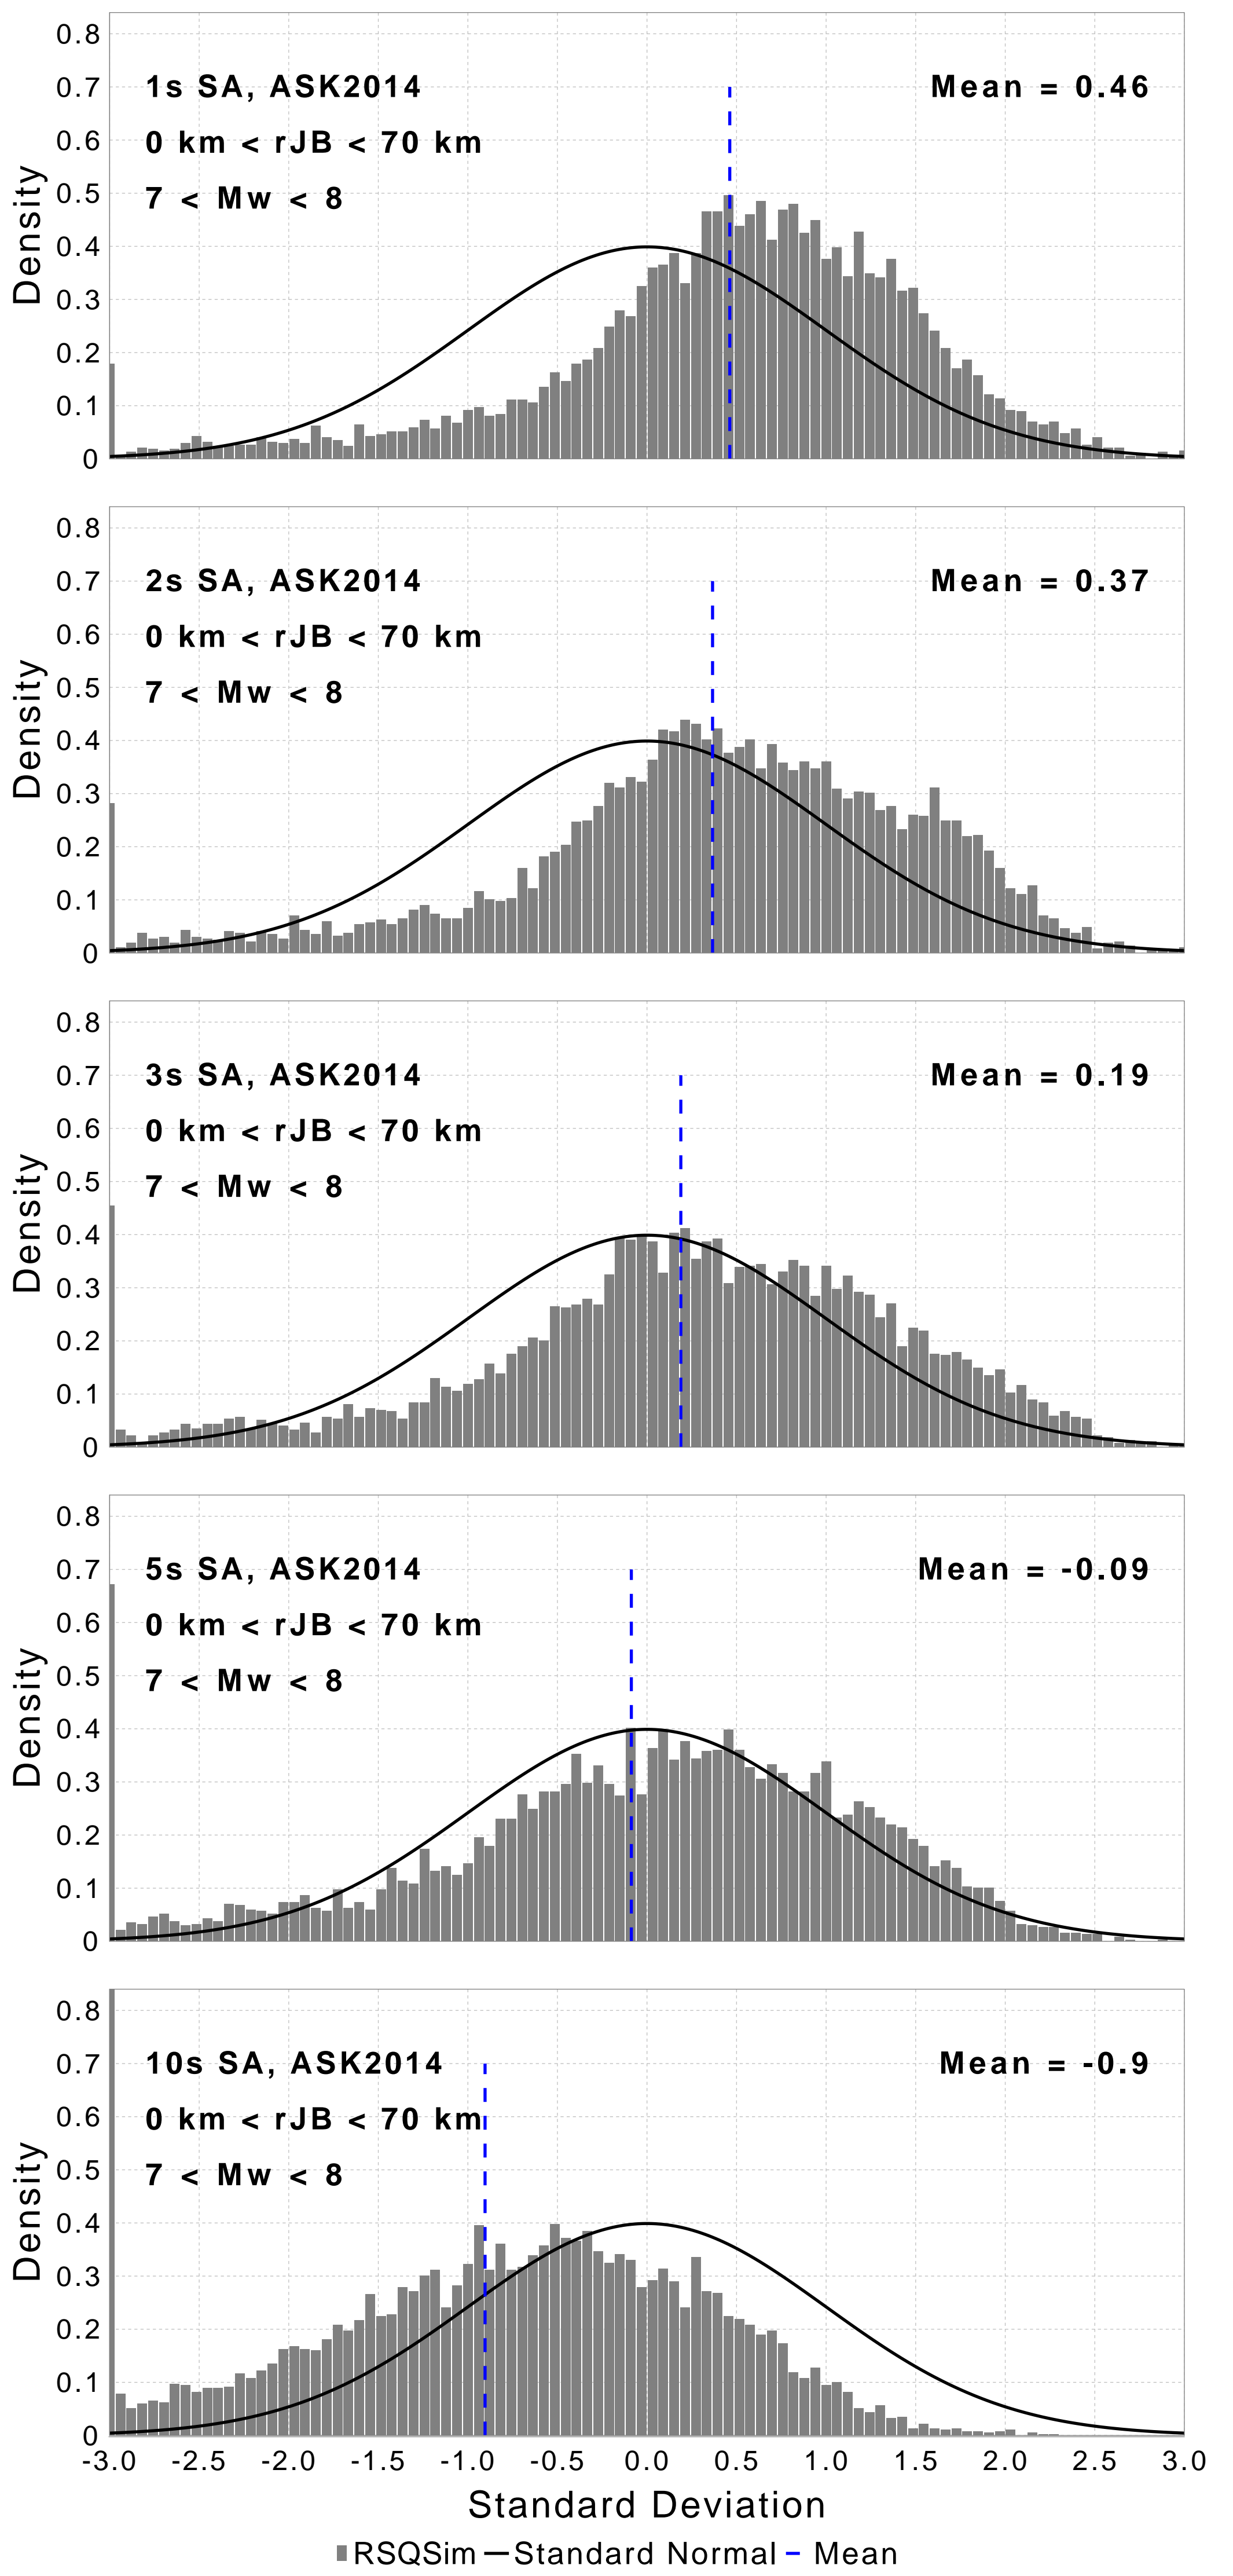 0.8
1s SA, ASK2014 Mean = 0.46
0.7
0 km < rJB < 70 km
0.6
7 < Mw < 8
0.5
0.4
0.3
0.2
0.1
0
Density
0.8
2s SA, ASK2014 Mean = 0.37
0.7
0 km < rJB < 70 km
0.6
7 < Mw < 8
0.5
0.4
0.3
0.2
0.1
0
Density
0.8
3s SA, ASK2014 Mean = 0.19
0.7
0 km < rJB < 70 km
0.6
7 < Mw < 8
0.5
0.4
0.3
0.2
0.1
0
Density
0.8
5s SA, ASK2014 Mean = -0.09
0.7
0 km < rJB < 70 km
0.6
7 < Mw < 8
0.5
0.4
0.3
0.2
0.1
0
Density
0.8
10s SA, ASK2014 Mean = -0.9
0.7
0 km < rJB < 70 km
0.6
7 < Mw < 8
0.5
0.4
0.3
0.2
0.1
0
Density
-3.0 -2.5 -2.0 -1.5 -1.0 -0.5 0.0 0.5 1.0 1.5 2.0 2.5 3.0
Standard Deviation
RSQSim Standard Normal Mean